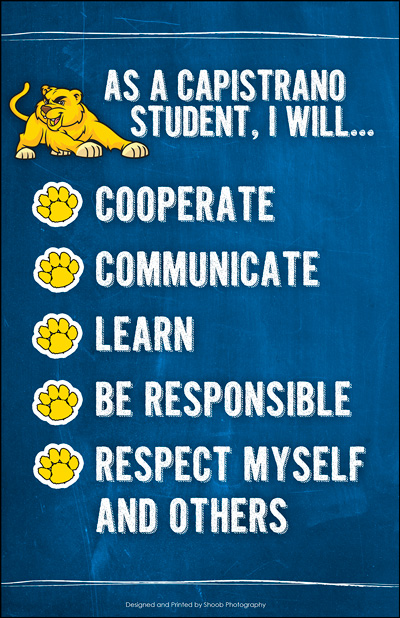 AS A CAPISTRANO
STUDENT, I WILL...
COOPERATE
COMMUNICATE
LEARN
BE RESPONSIBLE
RESPECT MYSELF
AND OTHERS
Designed and Printed by Shoob Photography